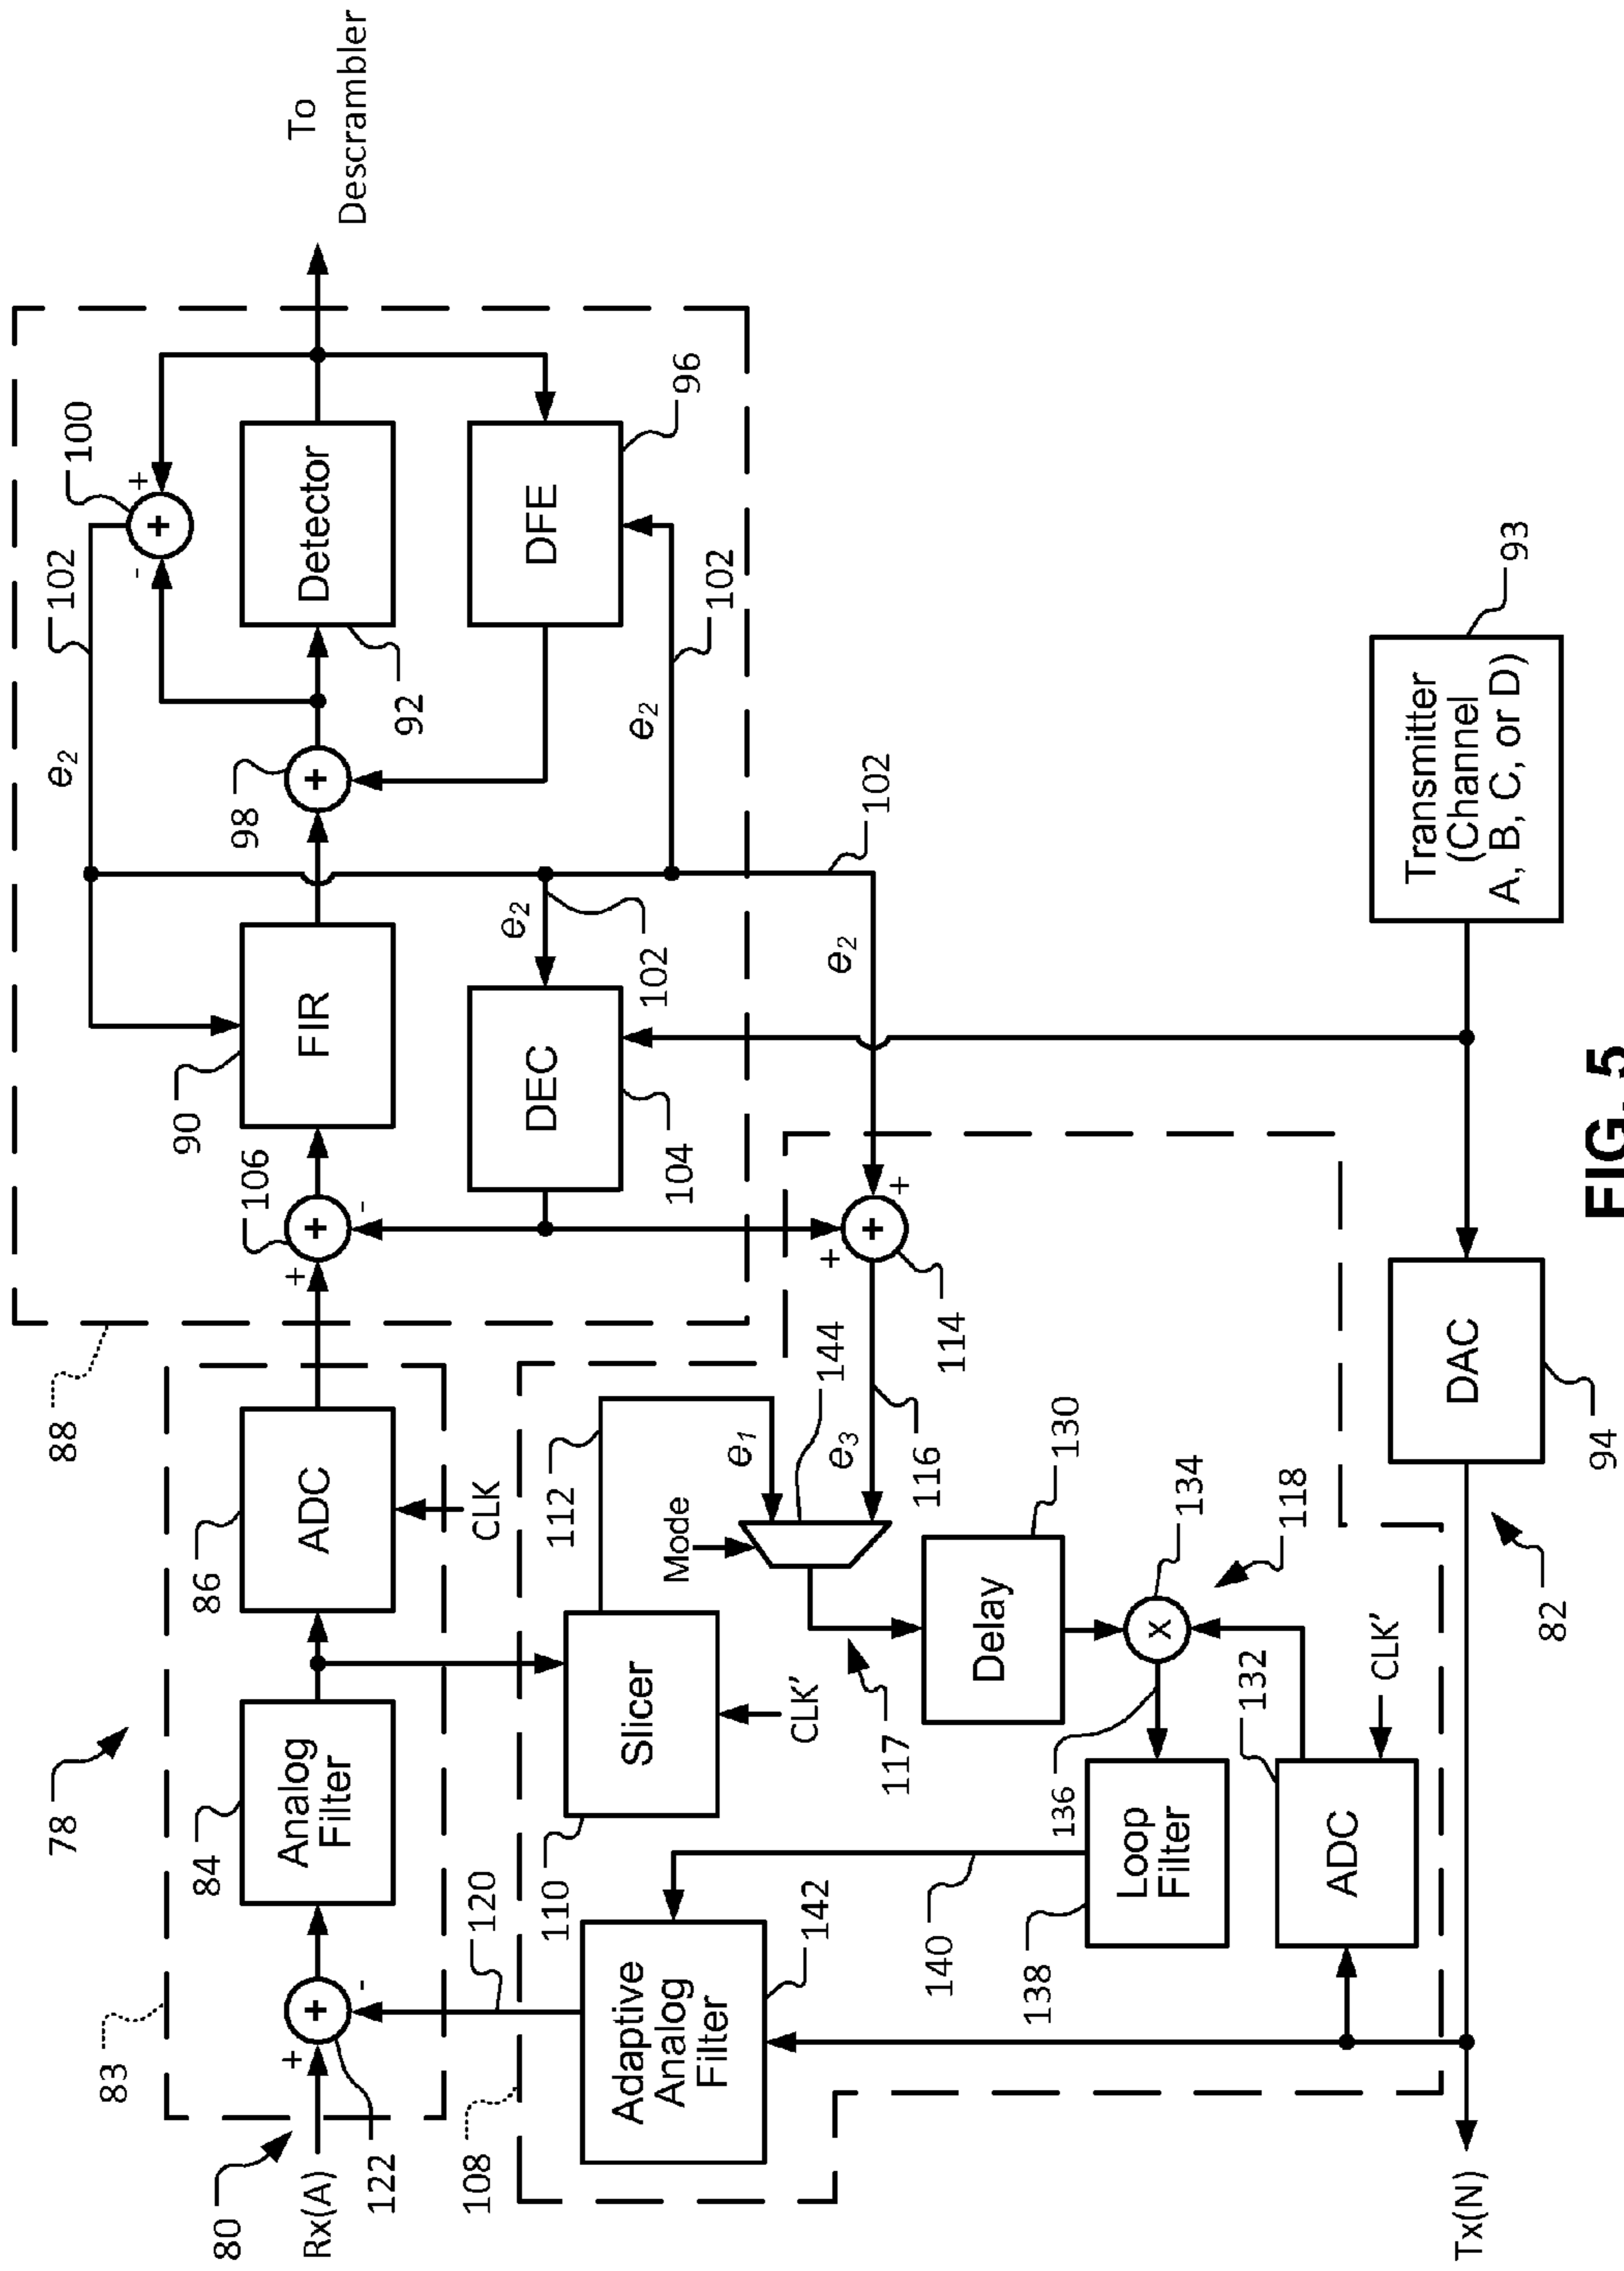 78
83
80
Rx(A)
+
-
+
122
84
Analog
Filter
86
ADC
CLK
88
106
+
-
+
90
FIR
e2
102
98
+
92
Detector
100
+
-
+
To
Descrambler
DFE
96
e2
102
DEC
104
e2
102
e2
102
108
120
110
Slicer
CLK'
112
Mode
e1
144
e3
116
114
+
+
+
117
Adaptive
Analog
Filter
142
140
Delay
130
x
134
118
136
Loop
Filter
138
132
ADC
CLK'
Tx(N)
82
DAC
94
Transmitter
(Channel
A, B, C, or D)
93
FIG. 5